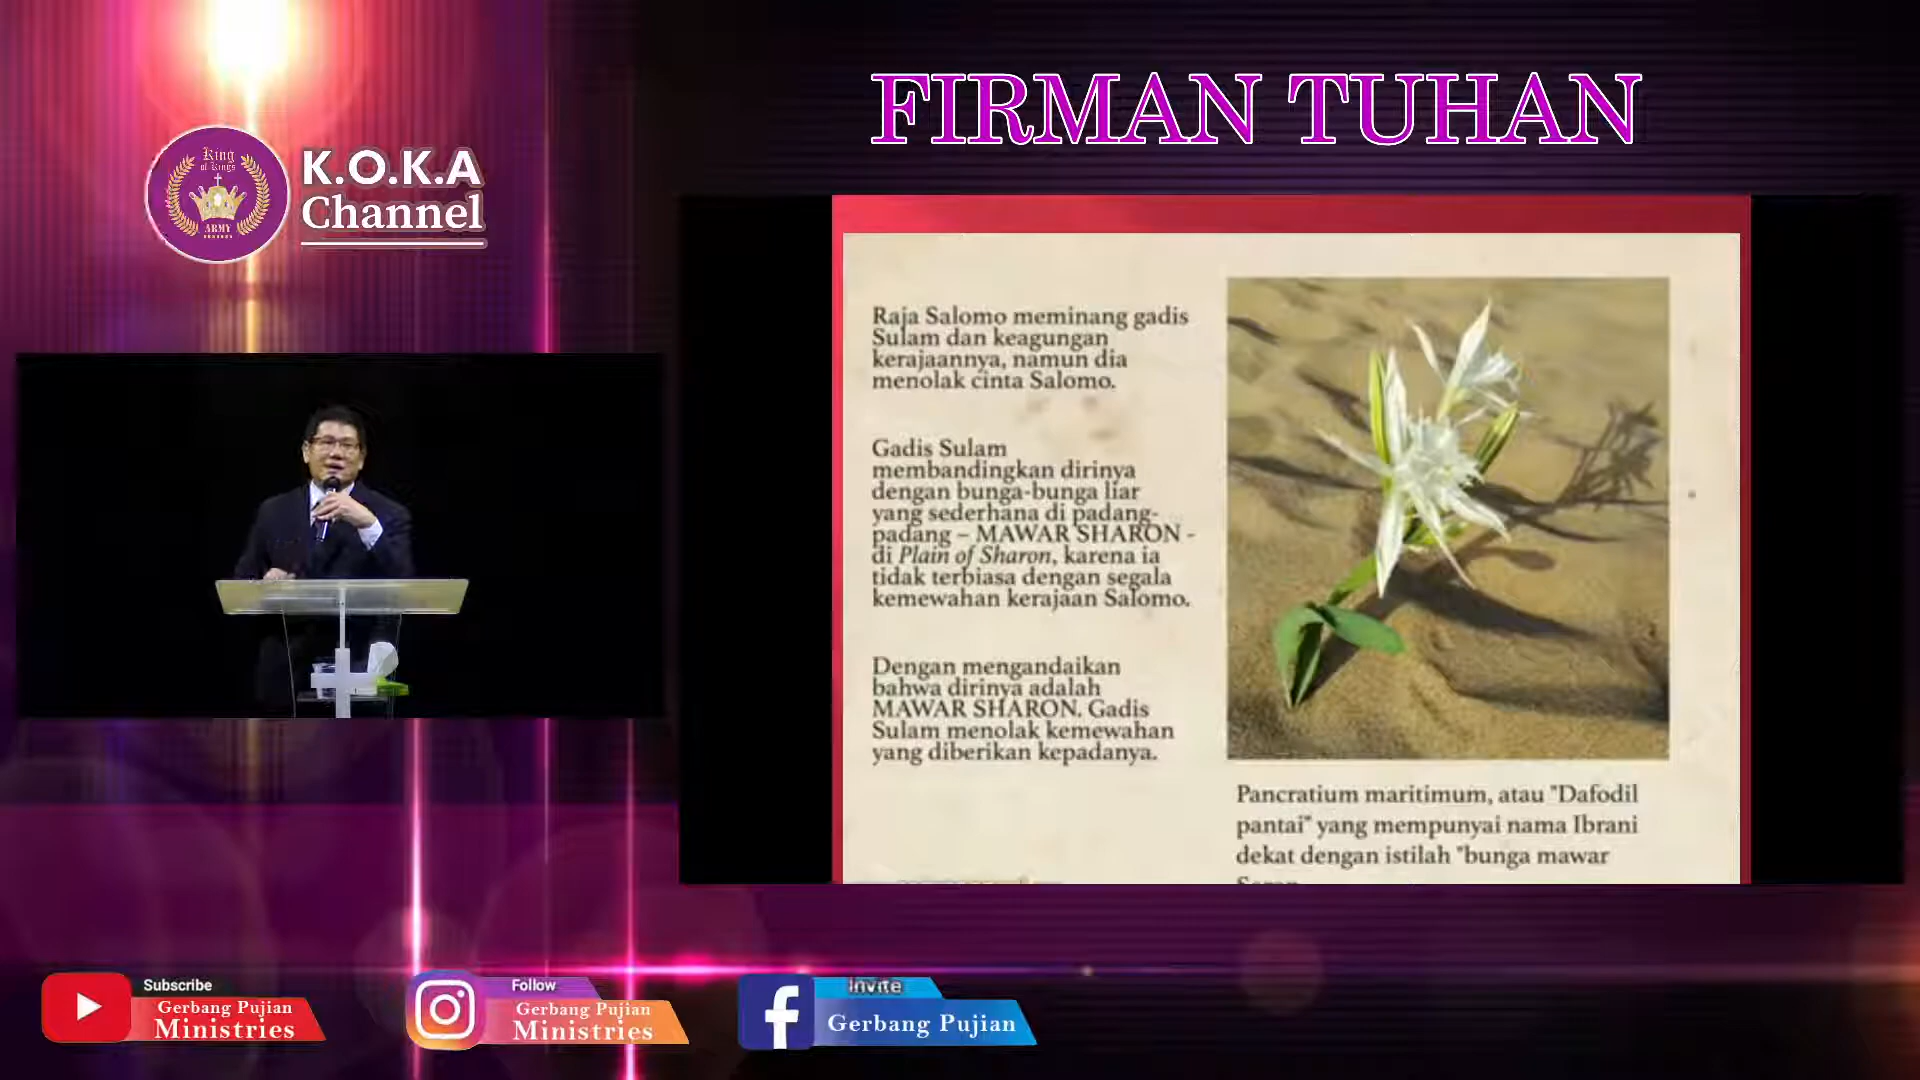 FIRMAN TUHAN
King
of Kings
ARMY
K.O.K.A
Channel
Raja Salomo meminang gadis
Sulam dan keagungan
kerajaannya, namun dia
menolak cinta Salomo.
Gadis Sulam
membandingkan dirinya
dengan bunga-bunga liar
yang sederhana di padang-
padang – MAWAR SHARON -
di Plain of Sharon, karena ia
tidak terbiasa dengan segala
kemewahan kerajaan Salomo.
Dengan mengandaikan
bahwa dirinya adalah
MAWAR SHARON, Gadis
Sulam menolak kemewahan
yang diberikan kepadanya.
Pancratium maritimum, atau "Dafodil
pantai" yang mempunyai nama Ibrani
dekat dengan istilah "bunga mawar
Subscribe
Gerbang Pujian
Ministries
Follow
Gerbang Pujian
Ministries
Invite
Gerbang Pujian